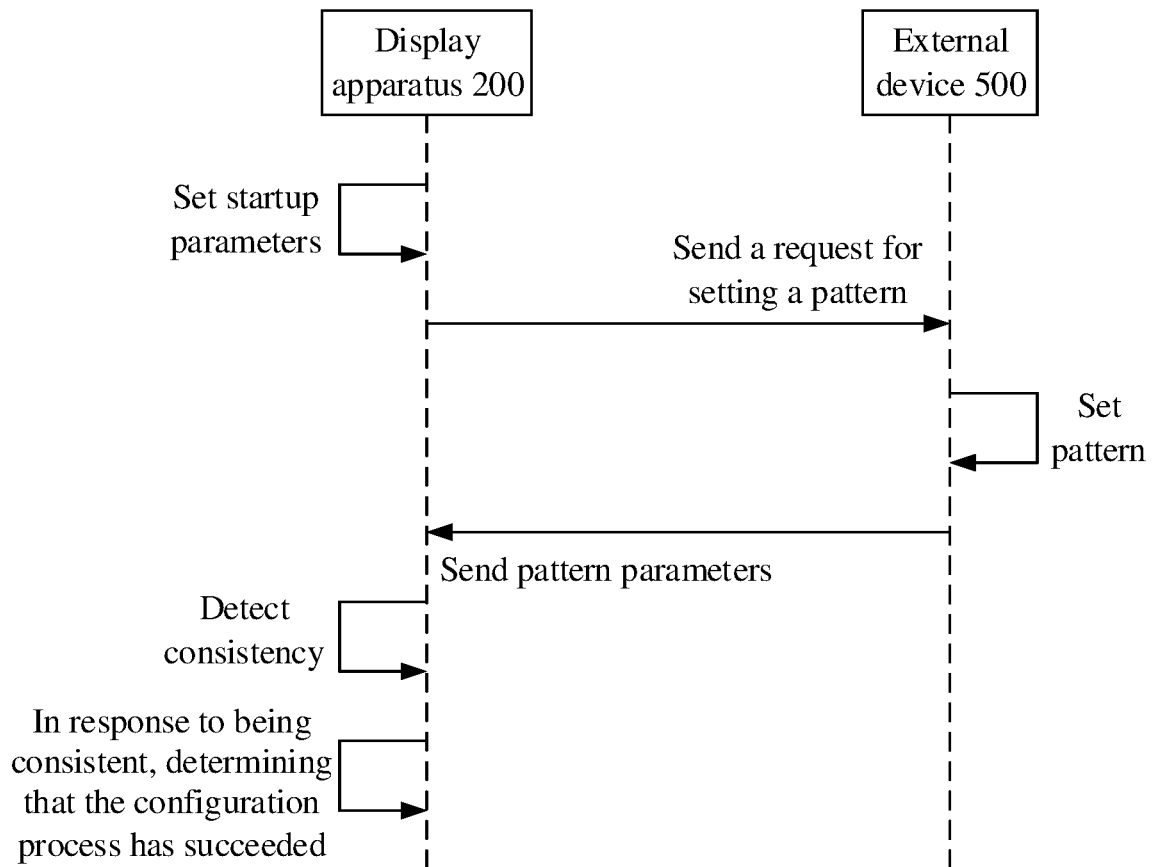 Display
apparatus 200
External
device 500
Set startup
parameters
Send a request for
setting a pattern
Set
pattern
Send pattern parameters
Detect
consistency
In response to being
consistent, determining
that the configuration
process has succeeded